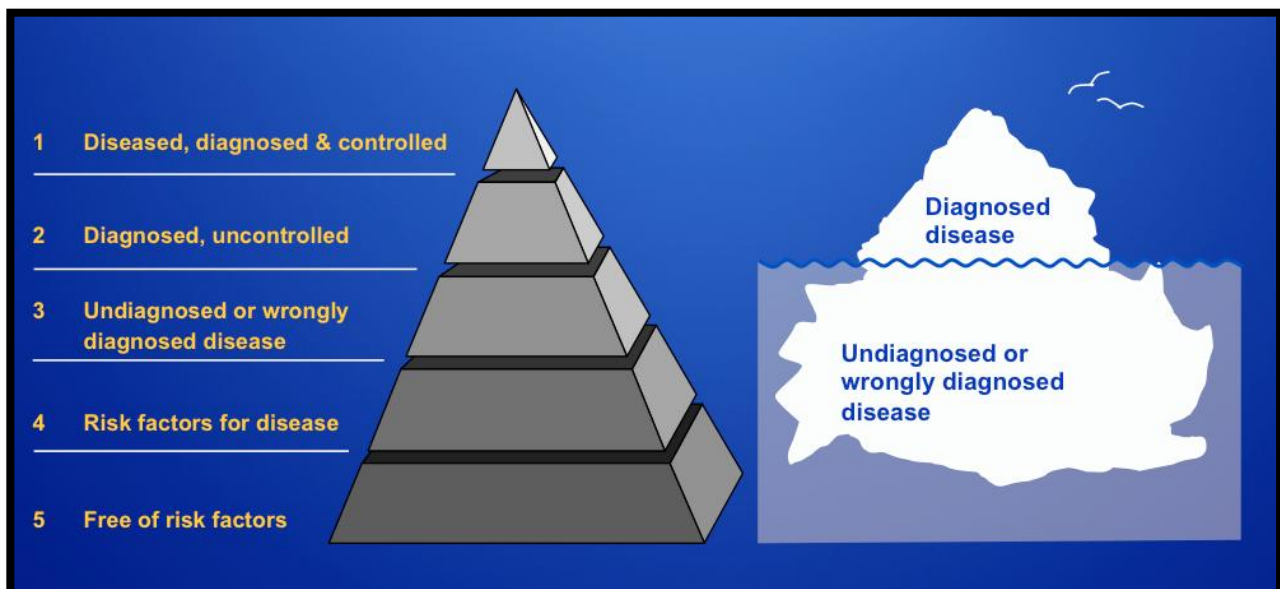 1 Diseased, diagnosed & controlled
2 Diagnosed, uncontrolled
3 Undiagnosed or wrongly
diagnosed disease
4 Risk factors for disease
5 Free of risk factors
Diagnosed
disease
Undiagnosed or
wrongly diagnosed
disease